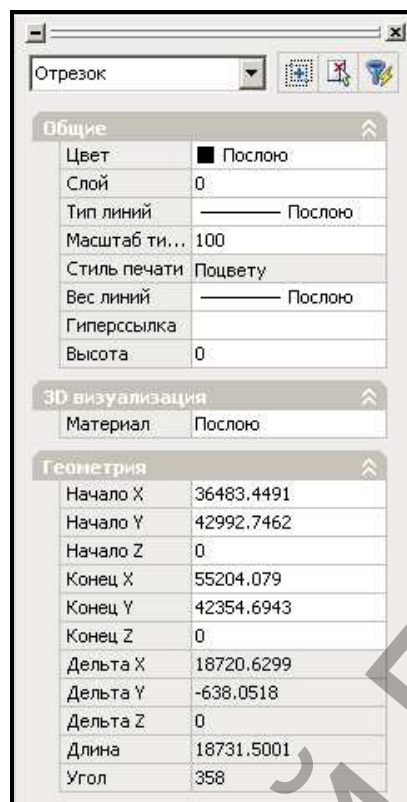 Отрезок
Общие
Цвет Послою
Слой 0
Тип линий Послою
Масштаб ти... 100
Стиль печати Поцвету
Вес линий Послою
Гиперссылка
Высота 0
3D визуализация
Материал Послою
Геометрия
Начало X 36483.4491
Начало Y 42992.7462
Начало Z 0
Конец X 55204.079
Конец Y 42354.6943
Конец Z 0
Дельта X 18720.6299
Дельта Y -638.0518
Дельта Z 0
Длина 18731.5001
Угол 358